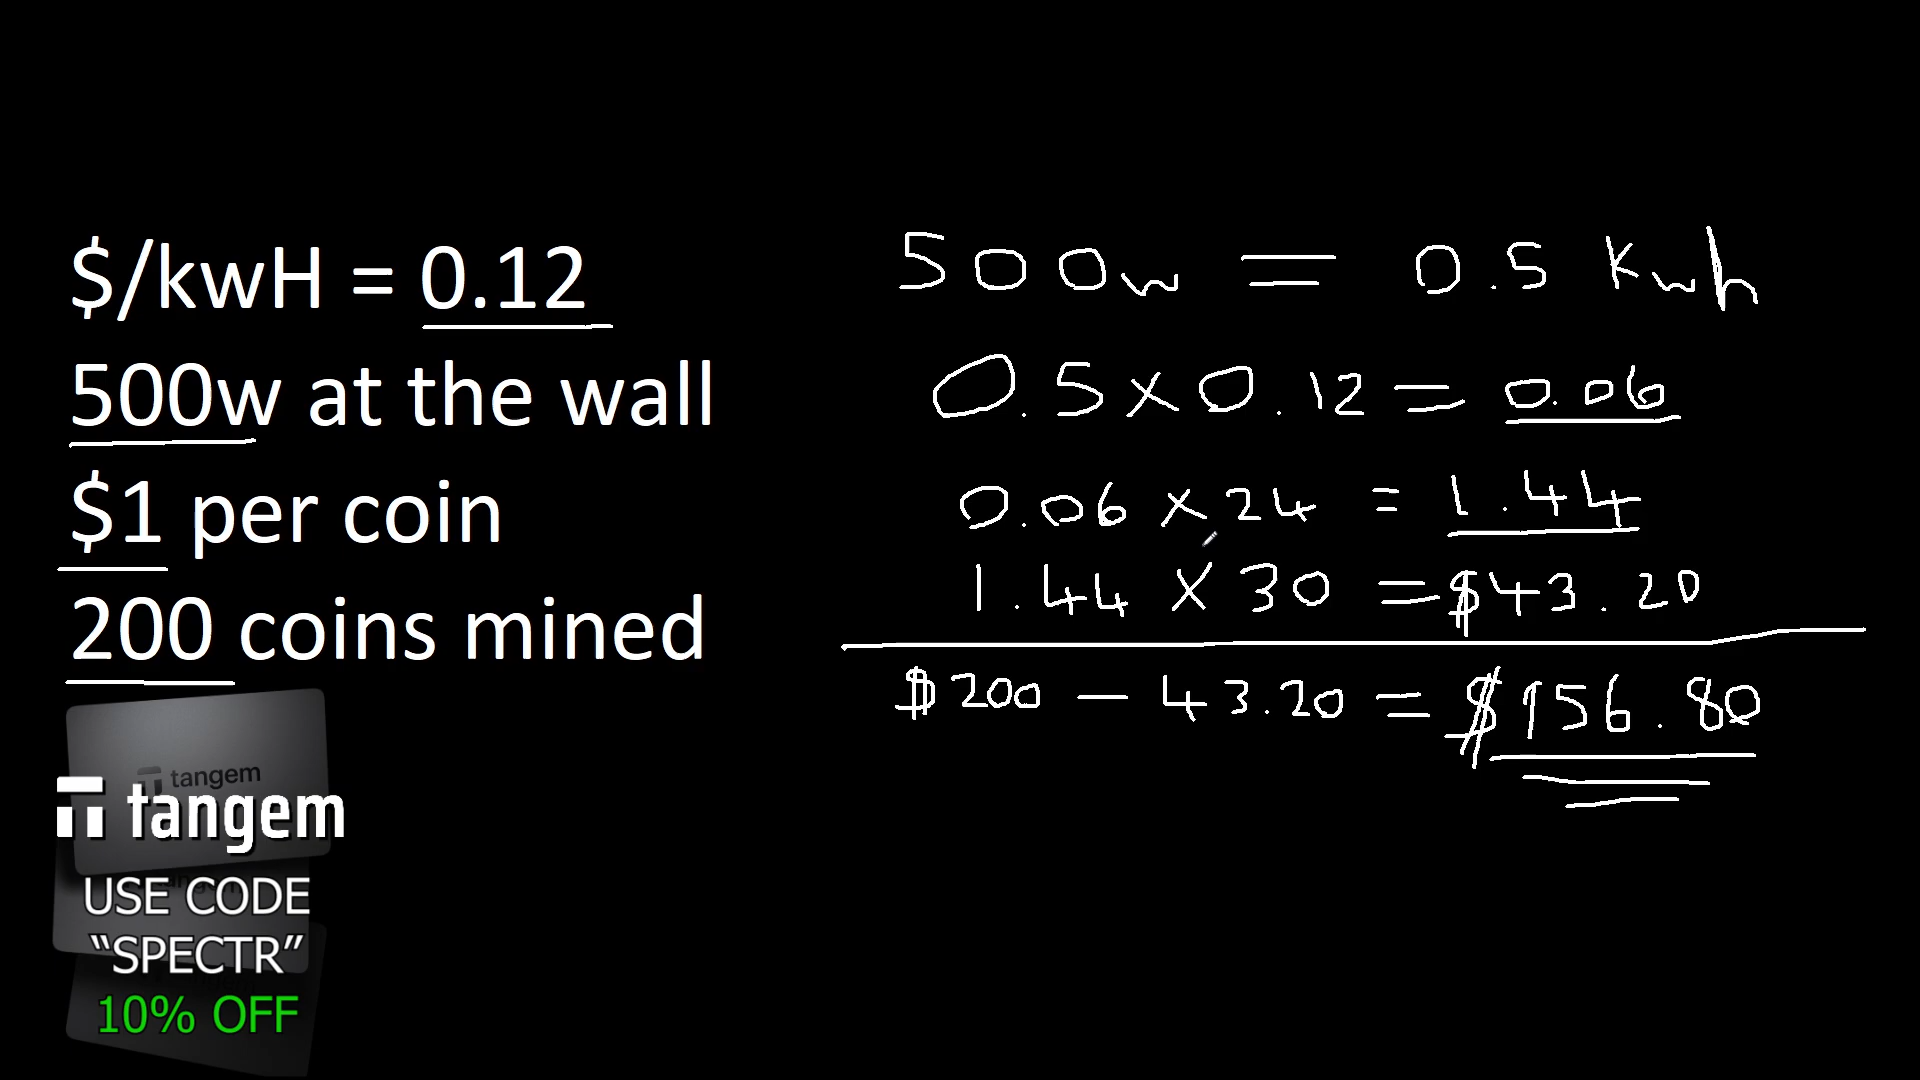 $/kwH = 0.12
500w at the wall
$1 per coin
200 coins mined
500w = 0.5 Kwh
0.5 x 0.12 = 0.06
0.06 x 24 = 1.44
1.44 x 30 = $43.20
$200 - 43.20 = $156.80
tangem
tangem
USE CODE
“SPECTR”
10% OFF